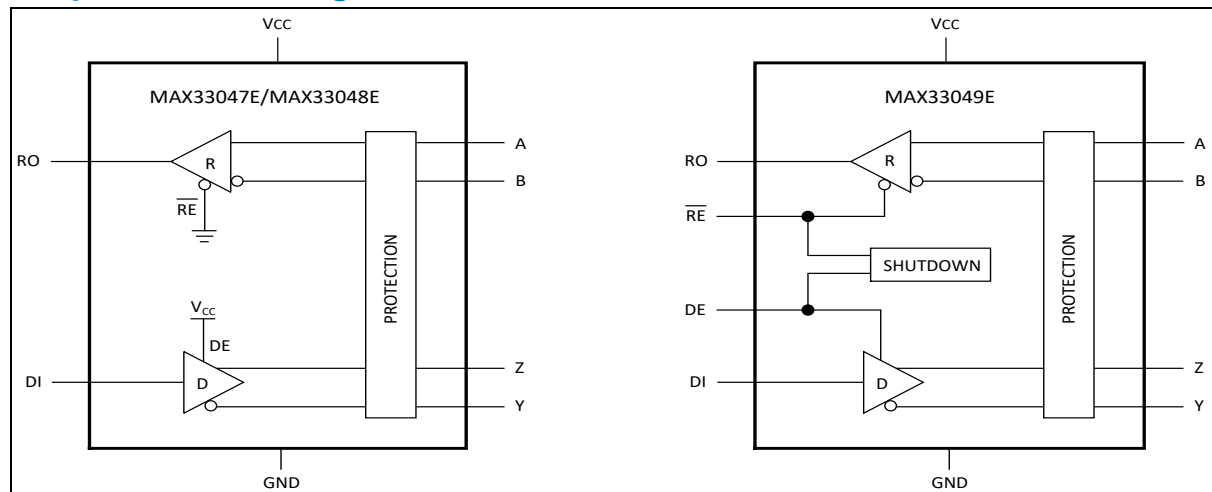 VCC
MAX33047E/MAX33048E
RO
R
A
B
RE
PROTECTION
VCC
DE
DI
D
Z
Y
GND
VCC
MAX33049E
RO
R
A
B
RE
SHUTDOWN
PROTECTION
DE
DI
D
Z
Y
GND